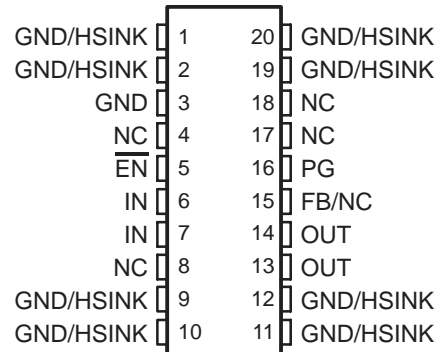 GND/HSINK 1 20 GND/HSINK
GND/HSINK 2 19 GND/HSINK
GND 3 18 NC
NC 4 17 NC
EN 5 16 PG
IN 6 15 FB/NC
IN 7 14 OUT
NC 8 13 OUT
GND/HSINK 9 12 GND/HSINK
GND/HSINK 10 11 GND/HSINK